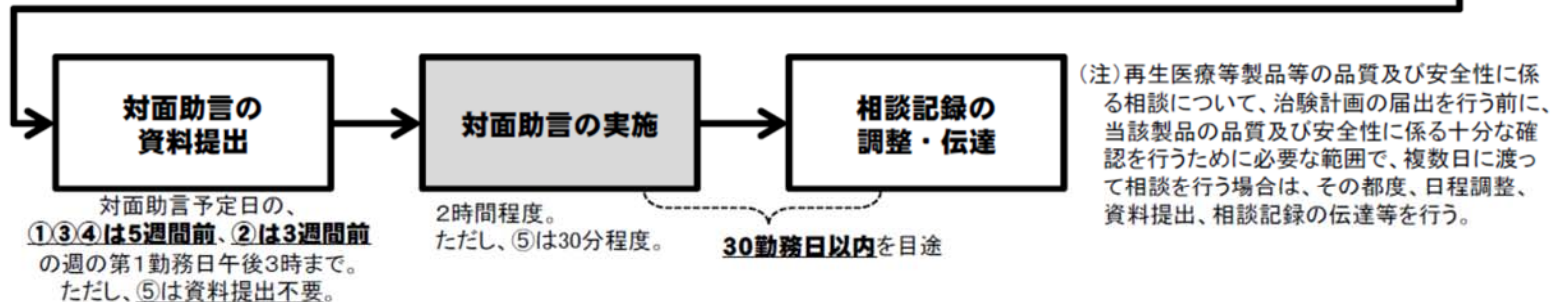 対面助言の
資料提出
対面助言予定日の、
①③④は5週間前、②は3週間前
の週の第1勤務日午後3時まで。
ただし、⑤は資料提出不要。
対面助言の実施
2時間程度。
ただし、⑤は30分程度。
相談記録の
調整・伝達
30勤務日以内を目途
(注)再生医療等製品等の品質及び安全性に係
る相談について、治験計画の届出を行う前に、
当該製品の品質及び安全性に係る十分な確
認を行うために必要な範囲で、複数日に渡っ
て相談を行う場合は、その都度、日程調整、
資料提出、相談記録の伝達等を行う。